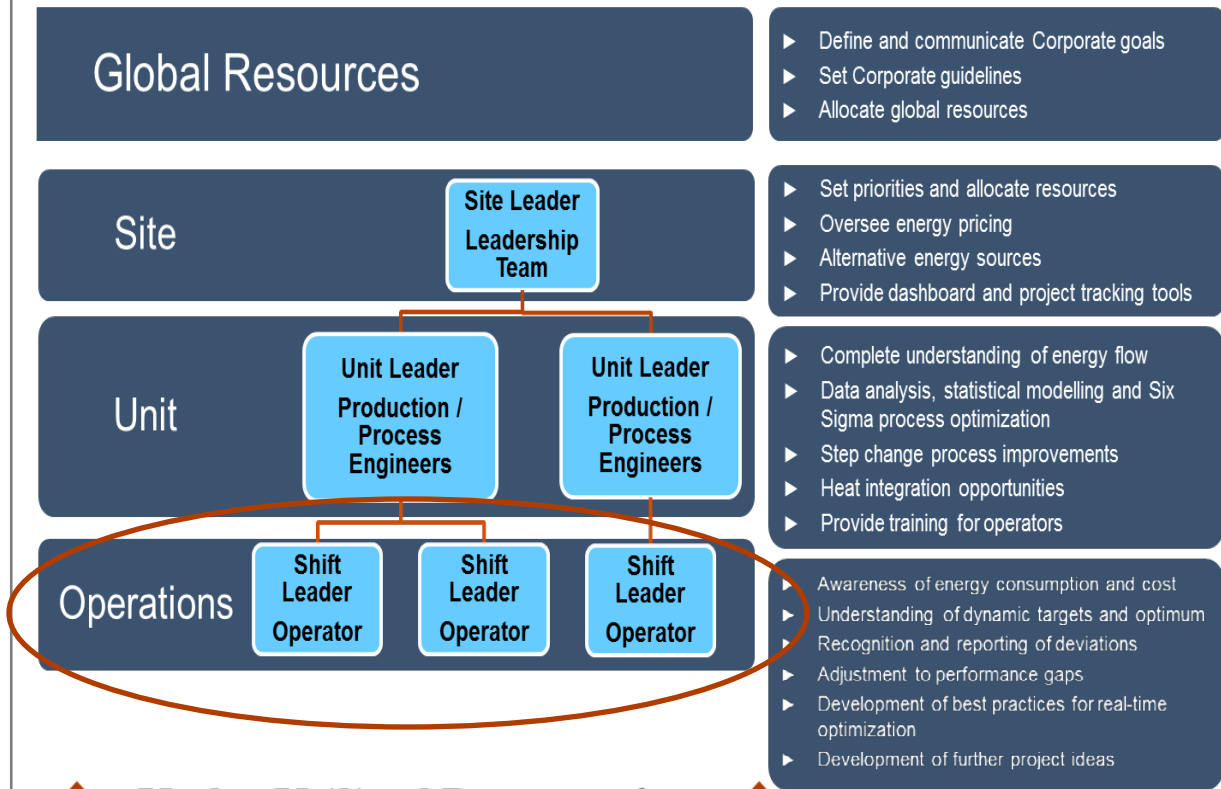 Global Resources
▶ Define and communicate Corporate goals
▶ Set Corporate guidelines
▶ Allocate global resources
Site
Site Leader
Leadership
Team
▶ Set priorities and allocate resources
▶ Oversee energy pricing
▶ Alternative energy sources
▶ Provide dashboard and project tracking tools
Unit
Unit Leader
Production /
Process
Engineers
Unit Leader
Production /
Process
Engineers
▶ Complete understanding of energy flow
▶ Data analysis, statistical modelling and Six
Sigma process optimization
▶ Step change process improvements
▶ Heat integration opportunities
▶ Provide training for operators
Operations
Shift
Leader
Operator
Shift
Leader
Operator
Shift
Leader
Operator
▶ Awareness of energy consumption and cost
▶ Understanding of dynamic targets and optimum
▶ Recognition and reporting of deviations
▶ Adjustment to performance gaps
▶ Development of best practices for real-time
optimization
▶ Development of further project ideas